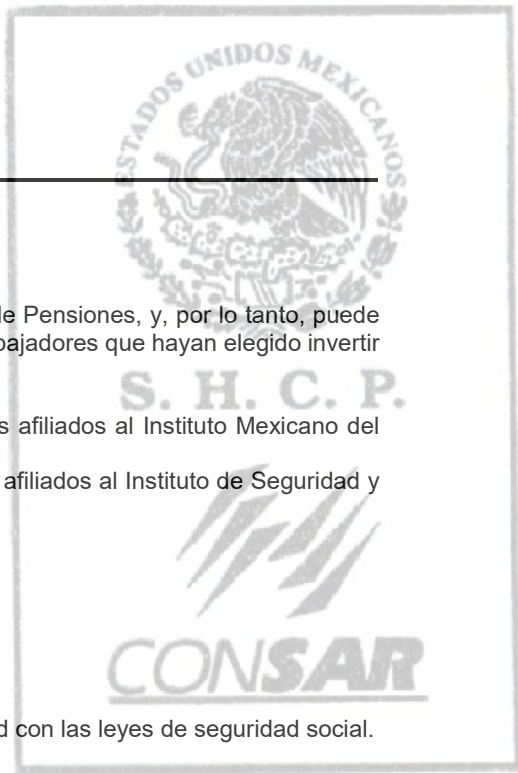 ESTADOS UNIDOS MEXICANOS
de Pensiones, y, por lo tanto, puede
bajadores que hayan elegido invertir
S. H. C. P.
s afiliados al Instituto Mexicano del
afiliados al Instituto de Seguridad y
CONSAR
d con las leyes de seguridad social.